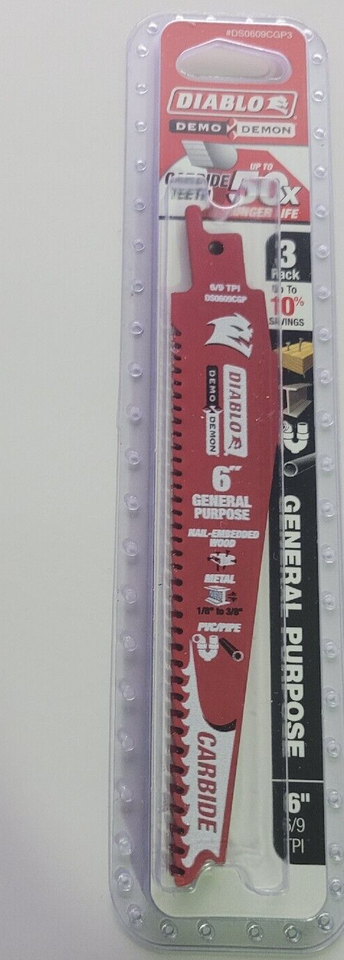 #DS0609CGP3
DIABLO
DEMO DEMON
CARBIDE
TEETH
UP TO
50X
LONGER LIFE
3
Pack
Up To
10%
SAVINGS
6/9 TPI
DS0609CGP
DIABLO
DEMO DEMON
6"
GENERAL
PURPOSE
NAIL-EMBEDDED
WOOD
METAL
1/8" to 3/8"
PVC/PIPE
CARBIDE
GENERAL PURPOSE
6"
6/9
TPI